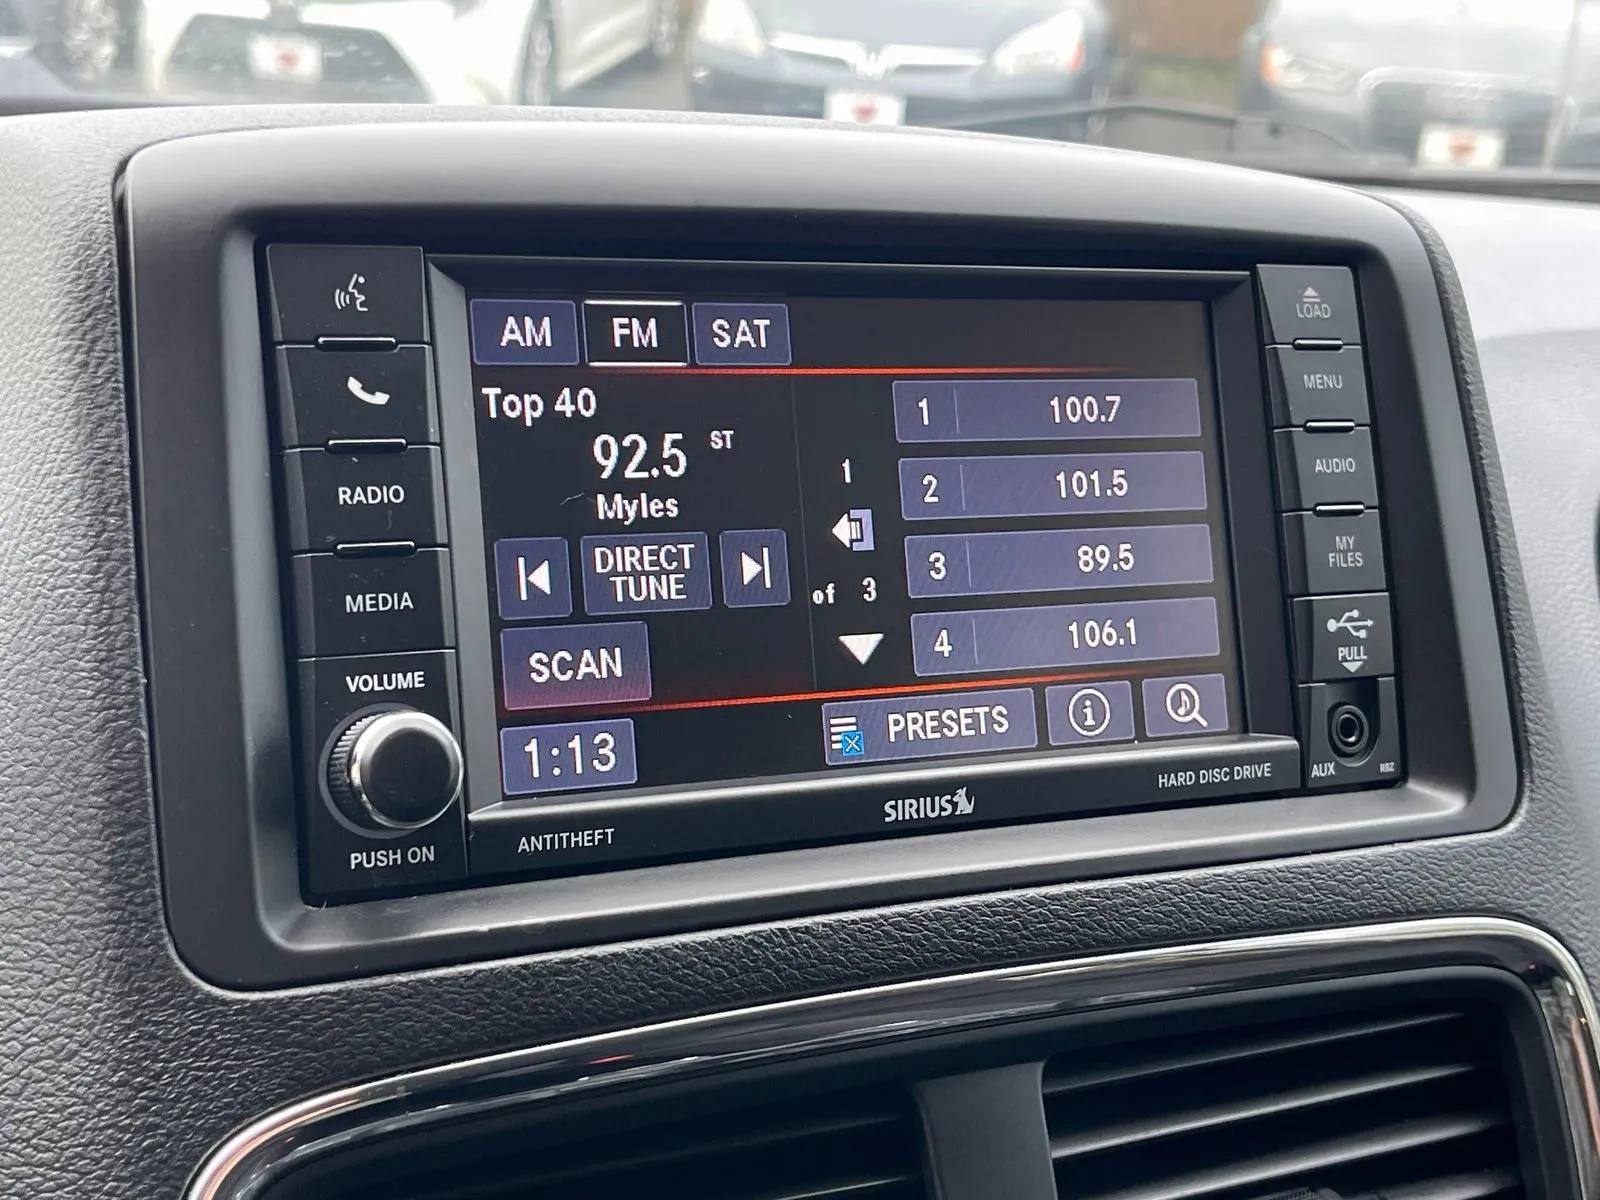 AM FM SAT
Top 40
92.5 ST
Myles
DIRECT
TUNE
SCAN
1:13
1
of 3
1 100.7
2 101.5
3 89.5
4 106.1
PRESETS
RADIO
MEDIA
VOLUME
PUSH ON
LOAD
MENU
AUDIO
MY
FILES
PULL
AUX RBZ
ANTITHEFT
SIRIUS
HARD DISC DRIVE